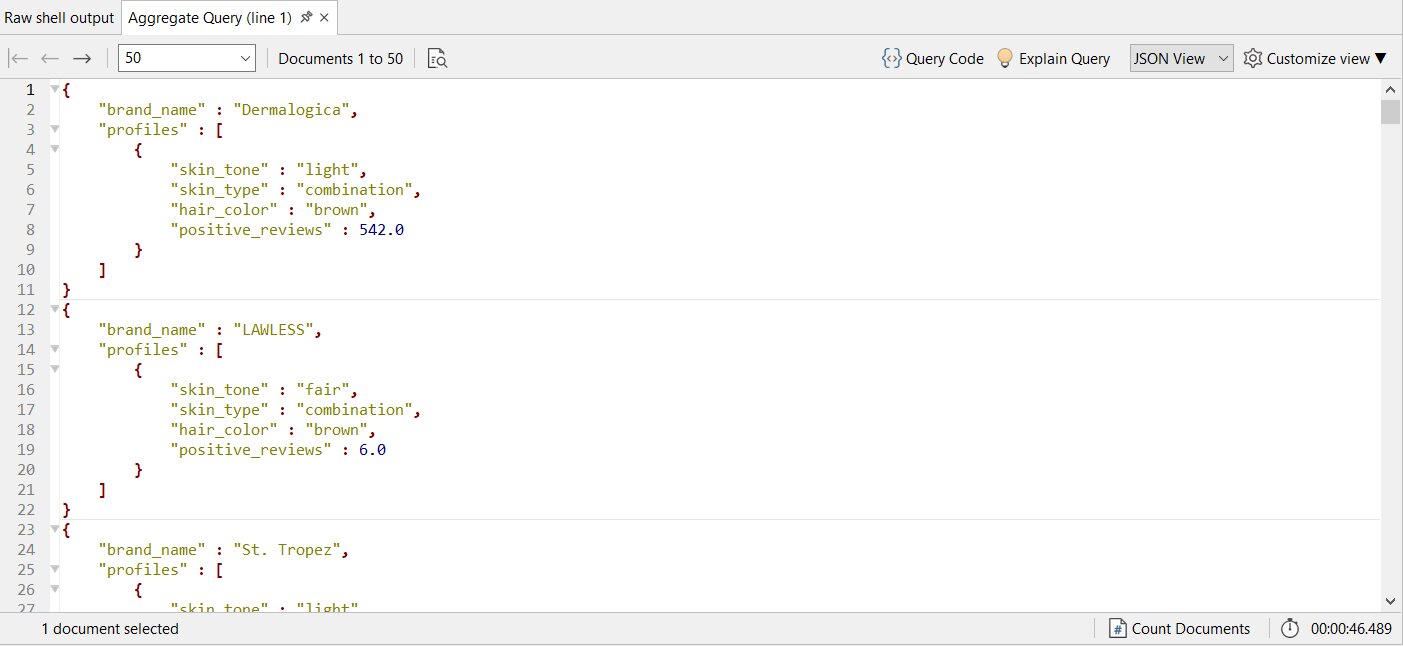 Raw shell output Aggregate Query (line 1)
50 Documents 1 to 50 Query Code Explain Query JSON View Customize view
1 {
2 "brand_name" : "Dermalogica",
3 "profiles" : [
4 {
5 "skin_tone" : "light",
6 "skin_type" : "combination",
7 "hair_color" : "brown",
8 "positive_reviews" : 542.0
9 }
10 ]
11 }
12 {
13 "brand_name" : "LAWLESS",
14 "profiles" : [
15 {
16 "skin_tone" : "fair",
17 "skin_type" : "combination",
18 "hair_color" : "brown",
19 "positive_reviews" : 6.0
20 }
21 ]
22 }
23 {
24 "brand_name" : "St. Tropez",
25 "profiles" : [
26 {
27 "skin_tone" : "light"
1 document selected # Count Documents 00:00:46.489